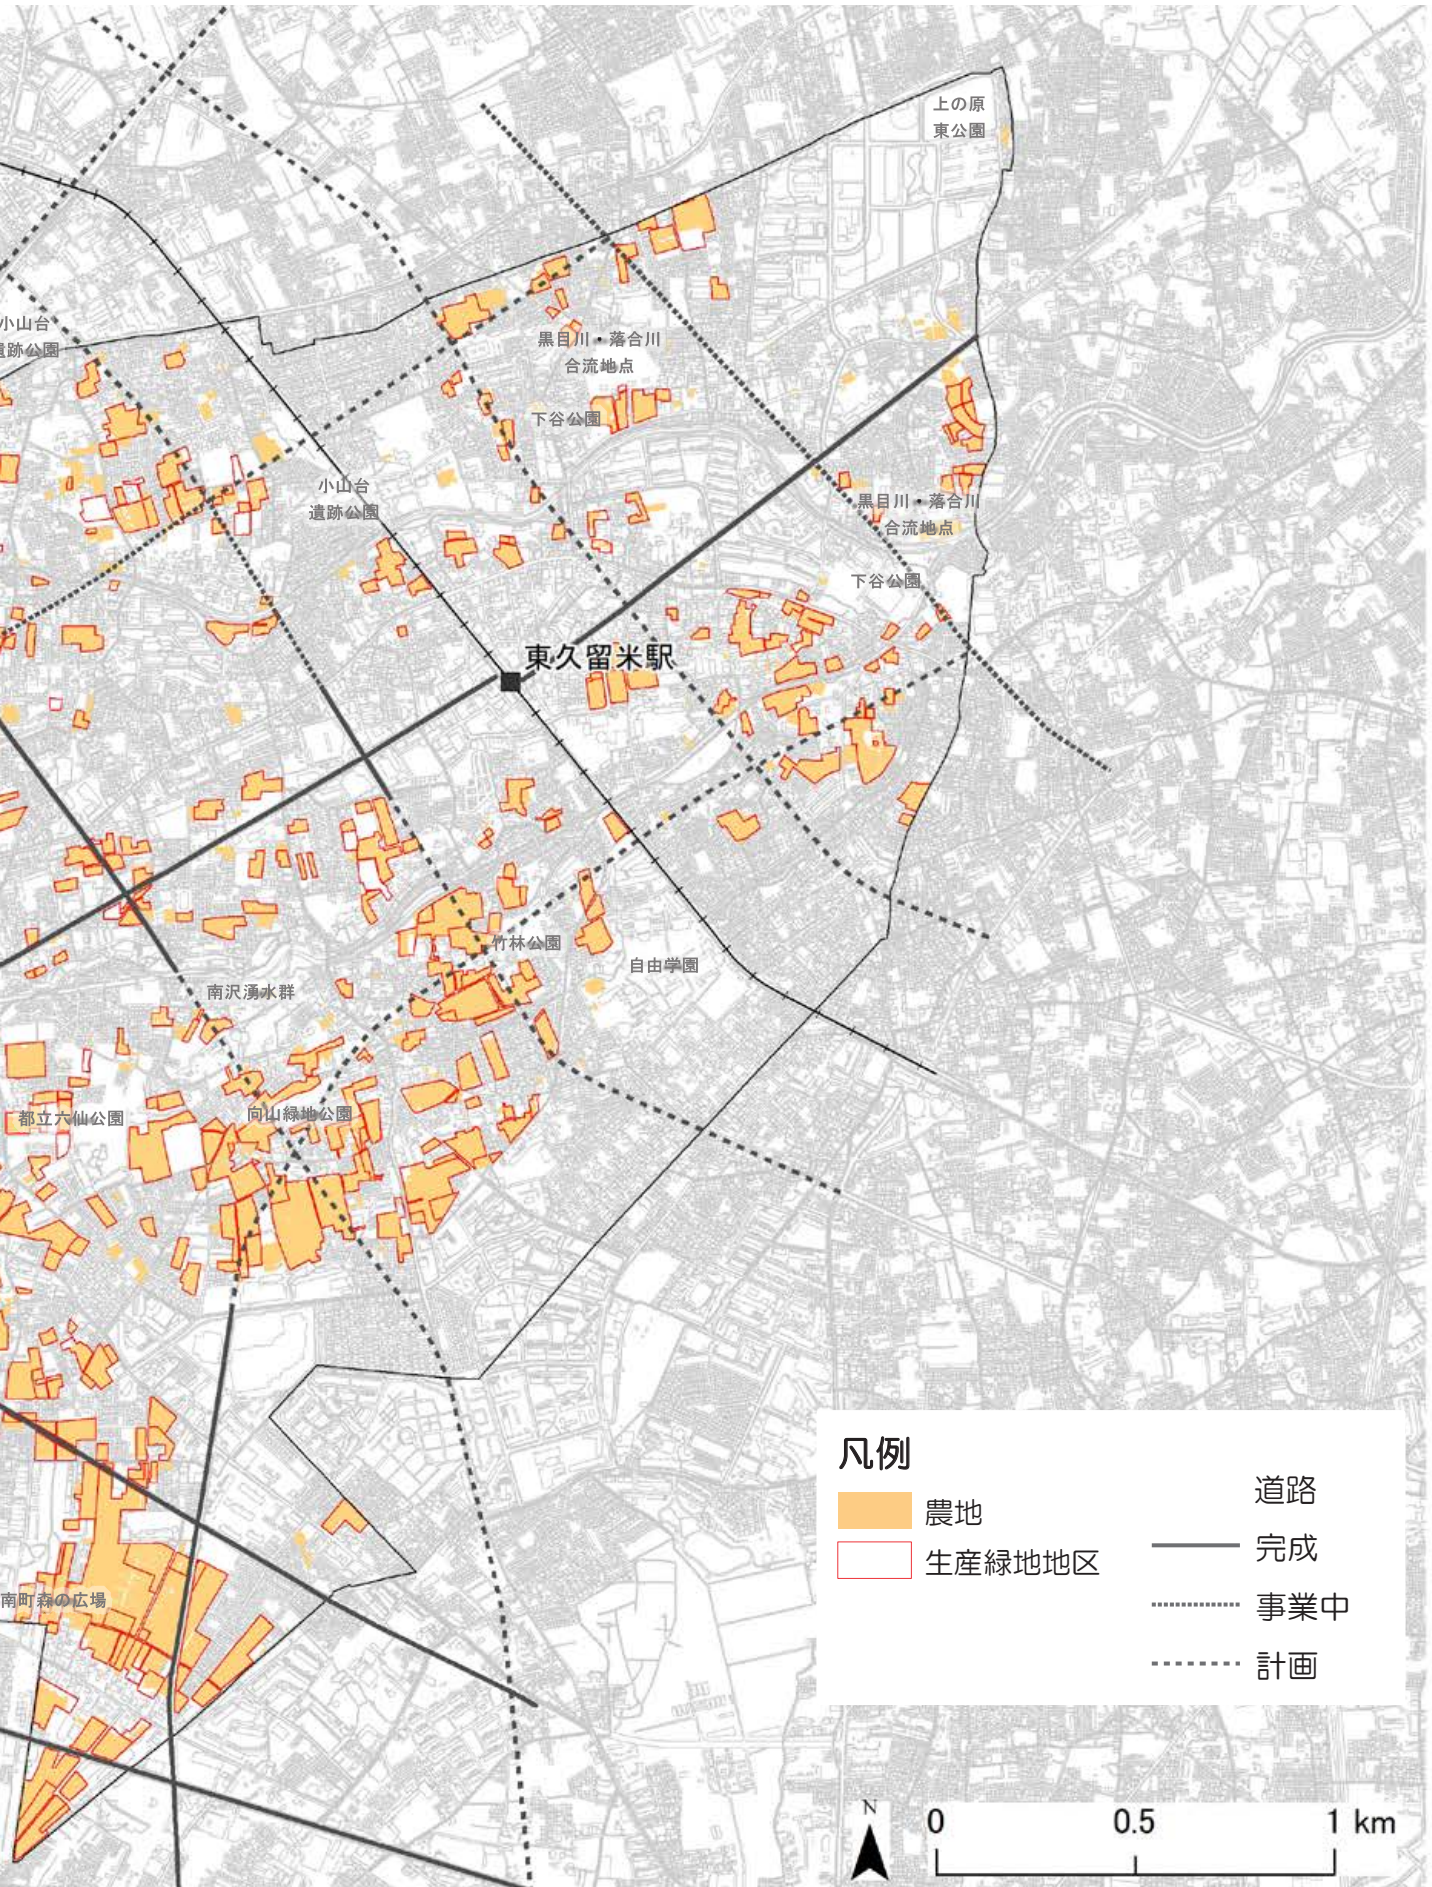 上の原
東公園
小山台
遺跡公園
黒目川・落合川
合流地点
下谷公園
小山台
遺跡公園
黒目川・落合川
合流地点
下谷公園
東久留米駅
竹林公園
自由学園
南沢湧水群
都立六仙公園
向山緑地公園
南町森の広場
凡例
農地
生産緑地地区
道路
完成
事業中
計画
N
0 0.5 1 km